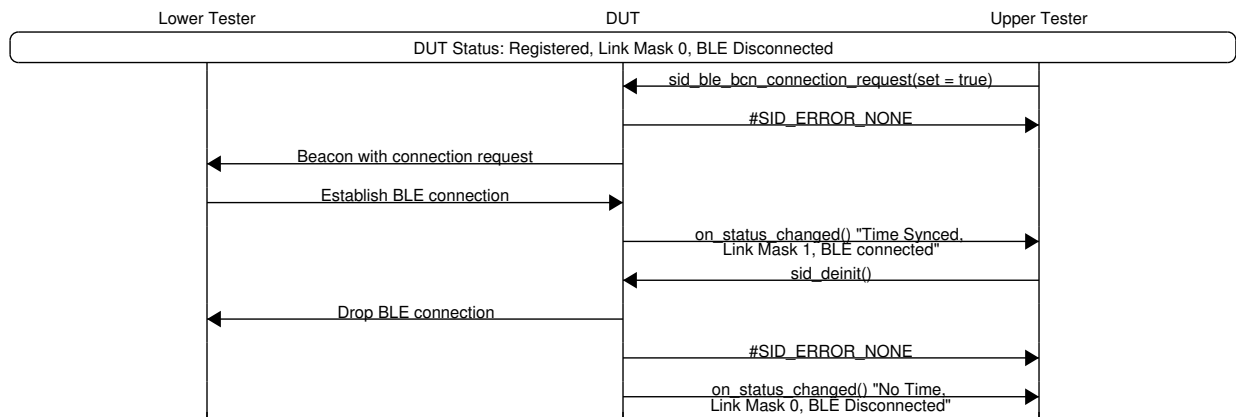 Lower Tester
DUT
Upper Tester
DUT Status: Registered, Link Mask 0, BLE Disconnected
sid_ble_bcn_connection_request(set = true)
#SID_ERROR_NONE
Beacon with connection request
Establish BLE connection
on_status_changed() "Time Synced,
Link Mask 1, BLE connected"
sid_deinit()
Drop BLE connection
#SID_ERROR_NONE
on_status_changed() "No Time,
Link Mask 0, BLE Disconnected"